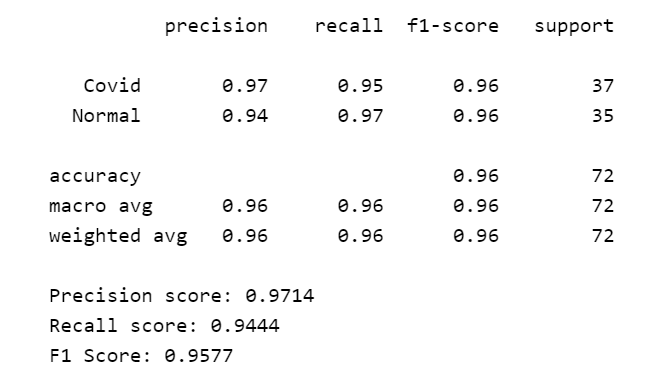 precision recall f1-score support
Covid 0.97 0.95 0.96 37
Normal 0.94 0.97 0.96 35
accuracy 0.96 72
macro avg 0.96 0.96 0.96 72
weighted avg 0.96 0.96 0.96 72
Precision score: 0.9714
Recall score: 0.9444
F1 Score: 0.9577